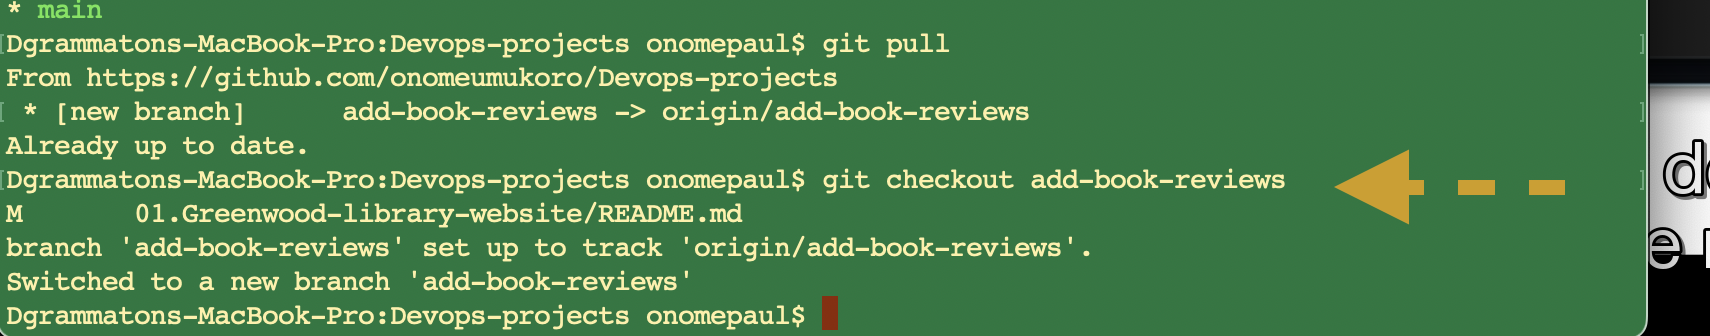 * main
Dgrammatons-MacBook-Pro:Devops-projects onomepaul$ git pull
From https://github.com/onomeumukoro/Devops-projects
 * [new branch]      add-book-reviews -> origin/add-book-reviews
Already up to date.
Dgrammatons-MacBook-Pro:Devops-projects onomepaul$ git checkout add-book-reviews
M       01.Greenwood-library-website/README.md
branch 'add-book-reviews' set up to track 'origin/add-book-reviews'.
Switched to a new branch 'add-book-reviews'
Dgrammatons-MacBook-Pro:Devops-projects onomepaul$